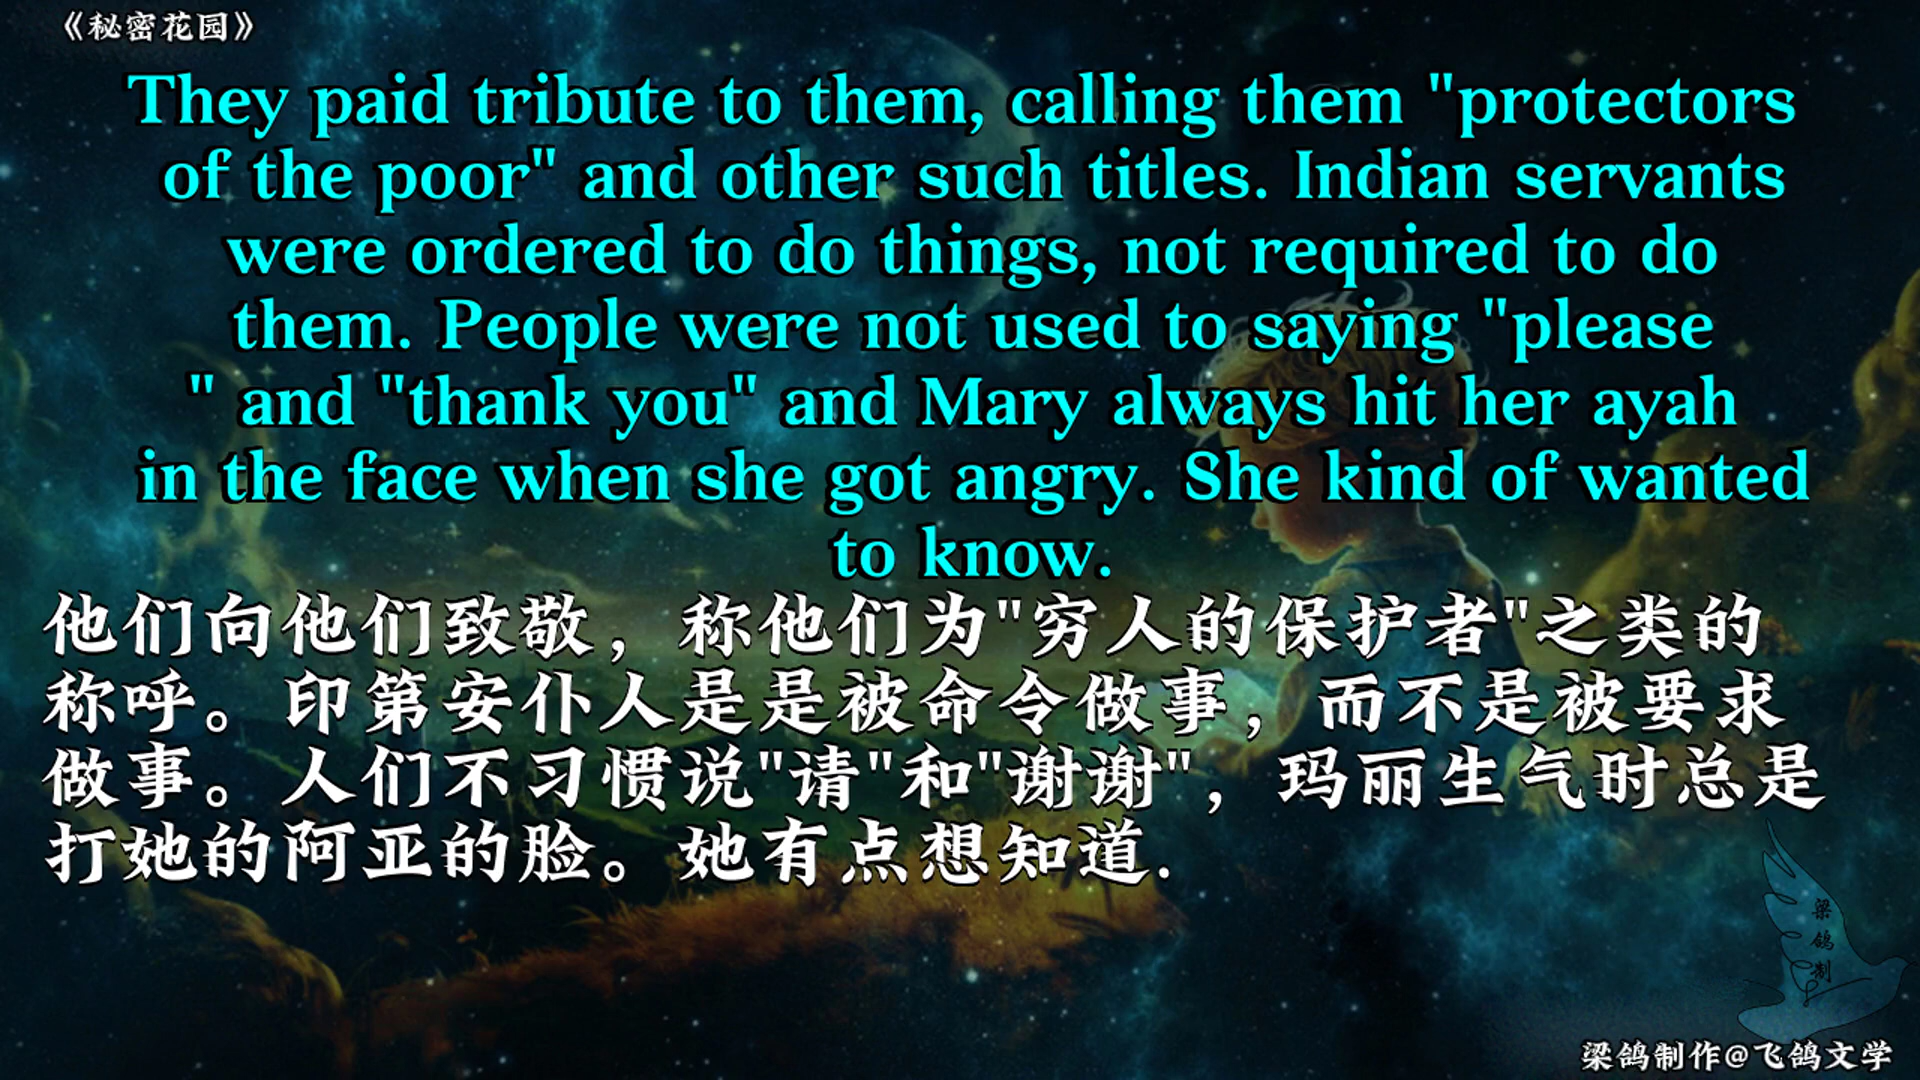 《秘密花园》
They paid tribute to them, calling them "protectors
of the poor" and other such titles. Indian servants
were ordered to do things, not required to do
them. People were not used to saying "please
" and "thank you" and Mary always hit her ayah
in the face when she got angry. She kind of wanted
to know.
他们向他们致敬，称他们为"穷人的保护者"之类的
称呼。印第安仆人是是被命令做事，而不是被要求
做事。人们不习惯说"请"和"谢谢"，玛丽生气时总是
打她的阿亚的脸。她有点想知道.
梁
鸽
制
梁鸽制作@飞鸽文学